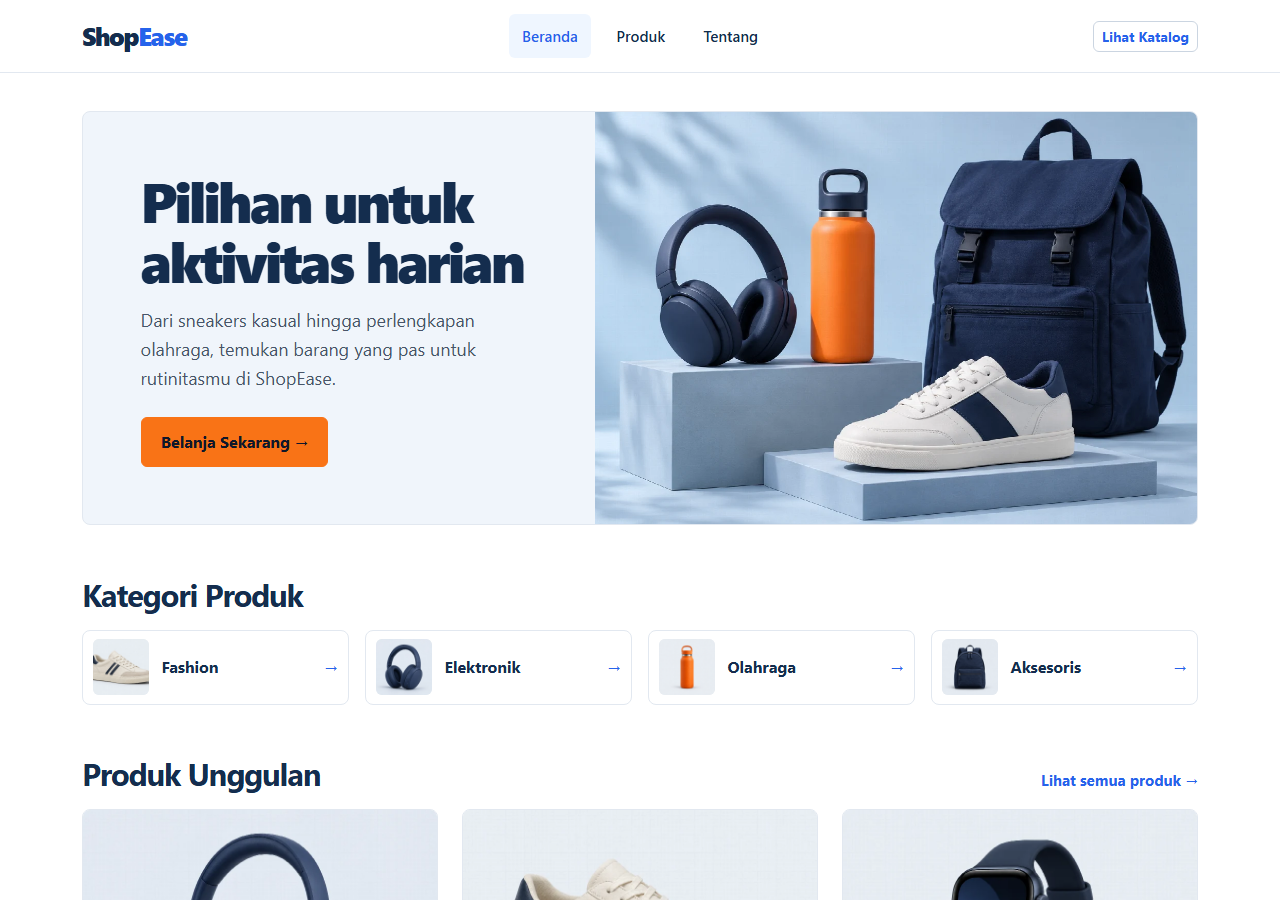 ShopEase
Beranda
Produk
Tentang
Lihat Katalog
Pilihan untuk
aktivitas harian
Dari sneakers kasual hingga perlengkapan
olahraga, temukan barang yang pas untuk
rutinitasmu di ShopEase.
Belanja Sekarang →
Kategori Produk
Fashion →
Elektronik →
Olahraga →
Aksesoris →
Produk Unggulan
Lihat semua produk →